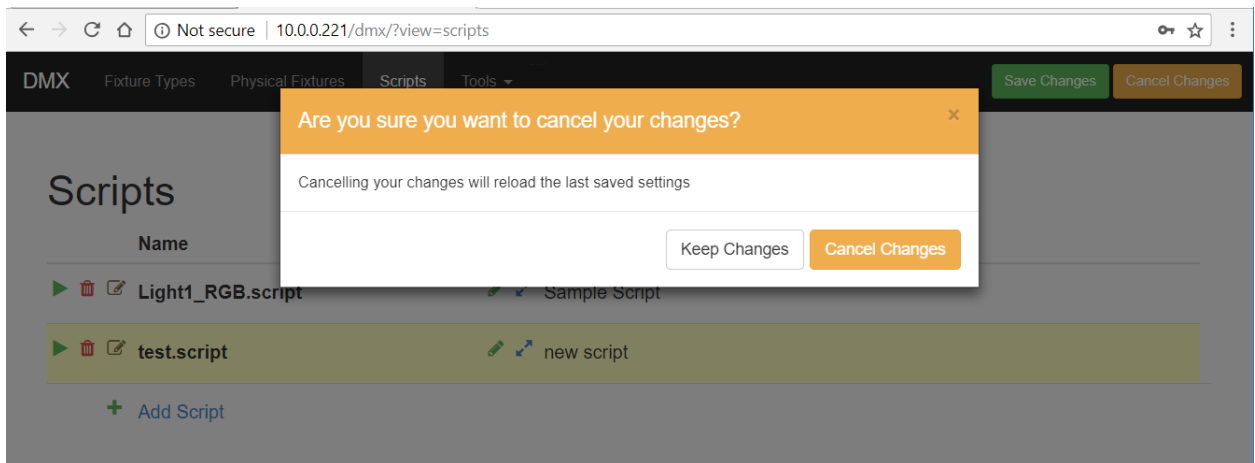 Not secure | 10.0.0.221/dmx/?view=scripts
DMX Fixture Types Physical Fixtures Scripts Tools Save Changes Cancel Changes
Are you sure you want to cancel your changes? ×
Cancelling your changes will reload the last saved settings
Keep Changes Cancel Changes
Scripts
Name
Light1_RGB.script Sample Script
test.script new script
Add Script